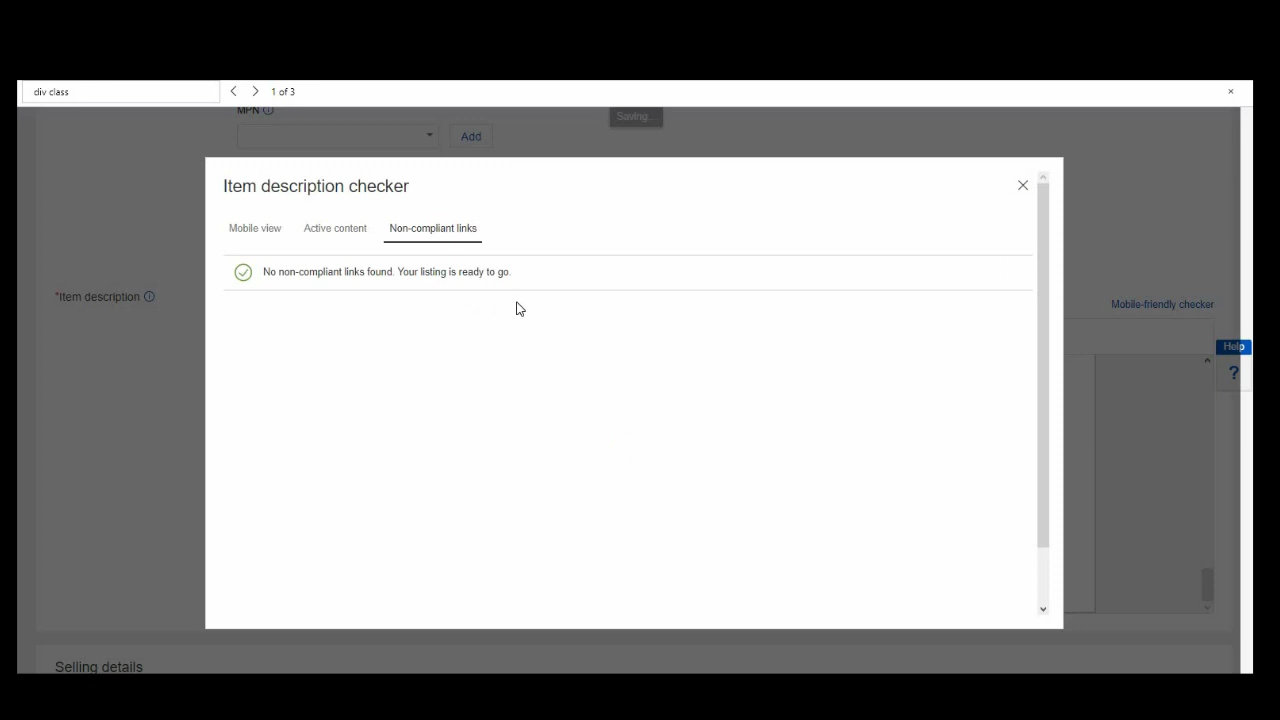 div class
1 of 3
MPN
Saving...
Add
Item description checker
Mobile view
Active content
Non-compliant links
No non-compliant links found. Your listing is ready to go.
*Item description
Mobile-friendly checker
Help
?
Selling details